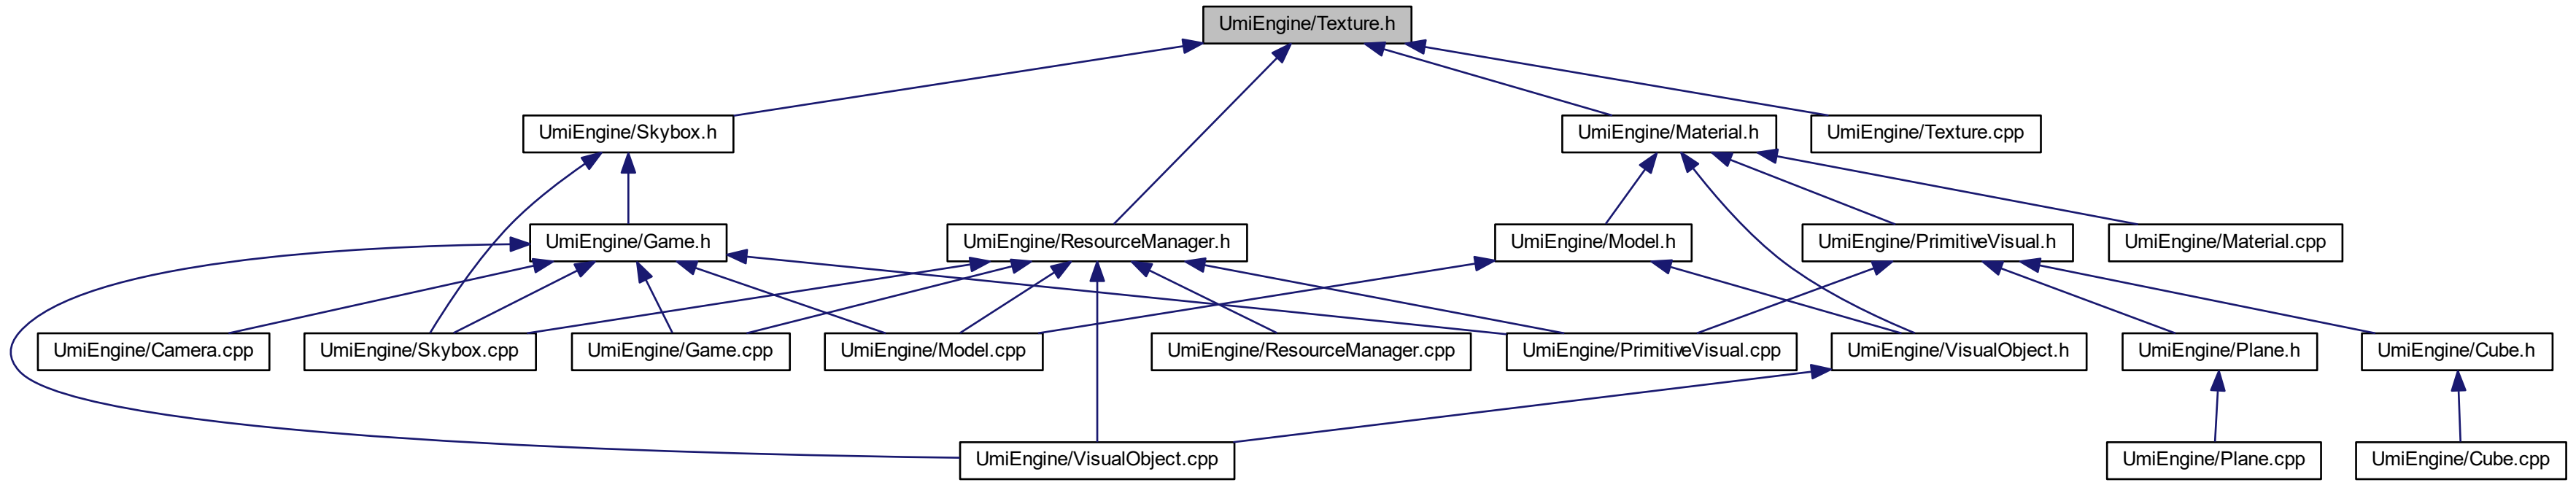 UmiEngine/Texture.h
UmiEngine/Skybox.h
UmiEngine/Material.h
UmiEngine/Texture.cpp
UmiEngine/Game.h
UmiEngine/ResourceManager.h
UmiEngine/Model.h
UmiEngine/PrimitiveVisual.h
UmiEngine/Material.cpp
UmiEngine/Camera.cpp
UmiEngine/Skybox.cpp
UmiEngine/Game.cpp
UmiEngine/Model.cpp
UmiEngine/ResourceManager.cpp
UmiEngine/PrimitiveVisual.cpp
UmiEngine/VisualObject.h
UmiEngine/Plane.h
UmiEngine/Cube.h
UmiEngine/VisualObject.cpp
UmiEngine/Plane.cpp
UmiEngine/Cube.cpp